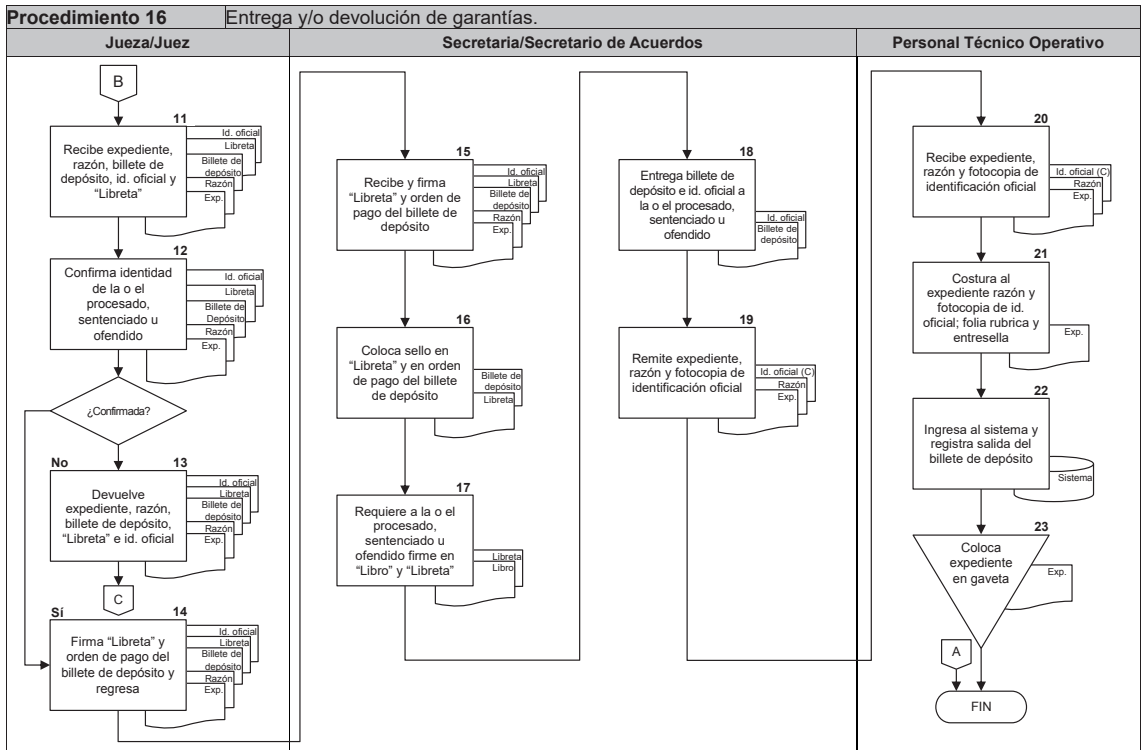 Procedimiento 16
Entrega y/o devolución de garantías.
Jueza/Juez
Secretaria/Secretario de Acuerdos
Personal Técnico Operativo
B
11
Recibe expediente,
razón, billete de
depósito, id. oficial y
“Libreta”
Id. oficial
Libreta
Billete de
depósito
Razón
Exp.
12
Confirma identidad
de la o el
procesado,
sentenciado u
ofendido
Id. oficial
Libreta
Billete de
Depósito
Razón
Exp.
¿Confirmada?
No
13
Devuelve
expediente, razón,
billete de depósito,
“Libreta” e id. oficial
Id. oficial
Libreta
Billete de
depósito
Razón
Exp.
C
Sí
14
Firma “Libreta” y
orden de pago del
billete de depósito y
regresa
Id. oficial
Libreta
Billete de
depósito
Razón
Exp.
15
Recibe y firma
“Libreta” y orden de
pago del billete de
depósito
Id. oficial
Libreta
Billete de
depósito
Razón
Exp.
16
Coloca sello en
“Libreta” y en orden
de pago del billete
de depósito
Billete de
depósito
Libreta
17
Requiere a la o el
procesado,
sentenciado u
ofendido firme en
“Libro” y “Libreta”
Libreta
Libro
18
Entrega billete de
depósito e id. oficial a
la o el procesado,
sentenciado u
ofendido
Id. oficial
Billete de
depósito
19
Remite expediente,
razón y fotocopia de
identificación oficial
Id. oficial (C)
Razón
Exp.
20
Recibe expediente,
razón y fotocopia de
identificación oficial
Id. oficial (C)
Razón
Exp.
21
Costura al
expediente razón y
fotocopia de id.
oficial; folia rubrica y
entresella
Exp.
22
Ingresa al sistema y
registra salida del
billete de depósito
Sistema
23
Coloca
expediente
en gaveta
Exp.
A
FIN